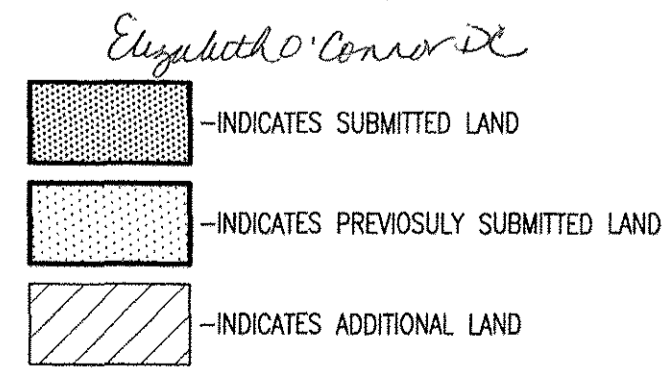 Elizabeth O'Connor DC
-INDICATES SUBMITTED LAND
-INDICATES PREVIOSULY SUBMITTED LAND
-INDICATES ADDITIONAL LAND